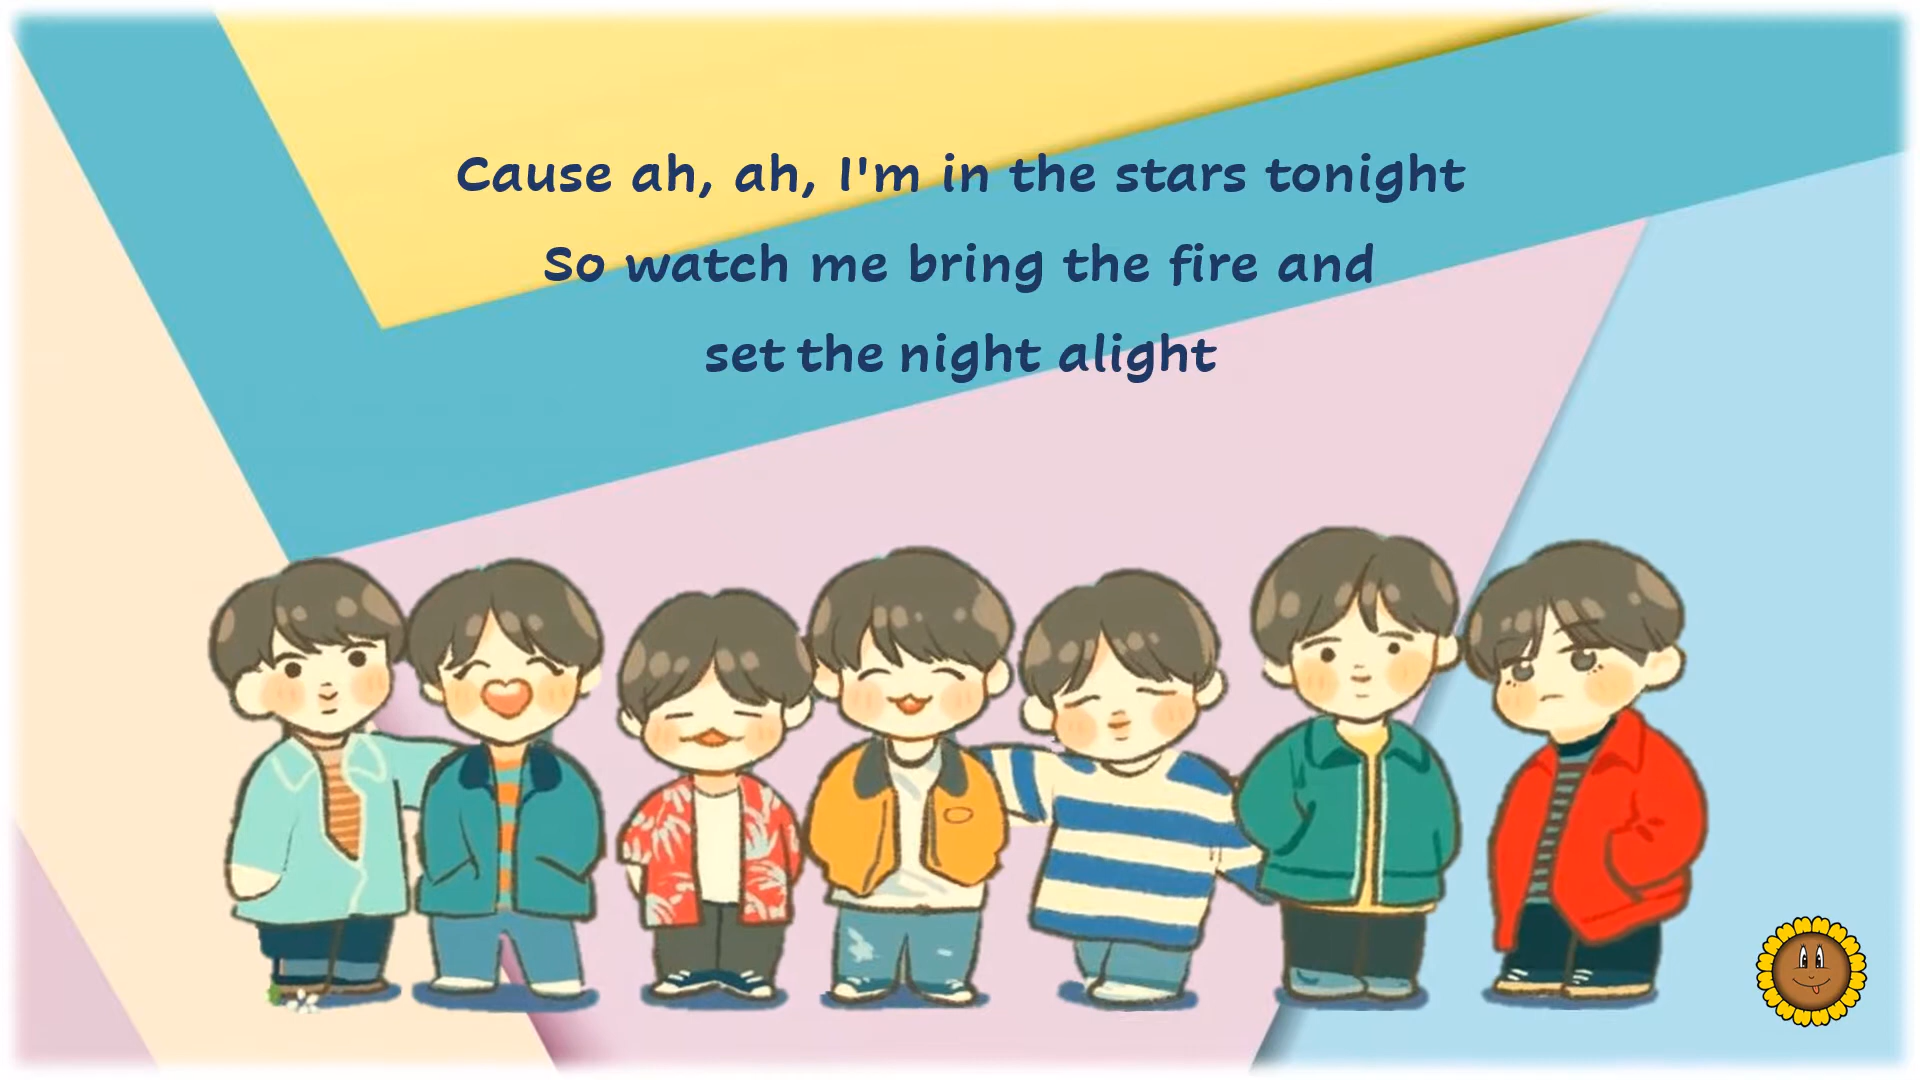 Cause ah, ah, I'm in the stars tonight
So watch me bring the fire and
set the night alight